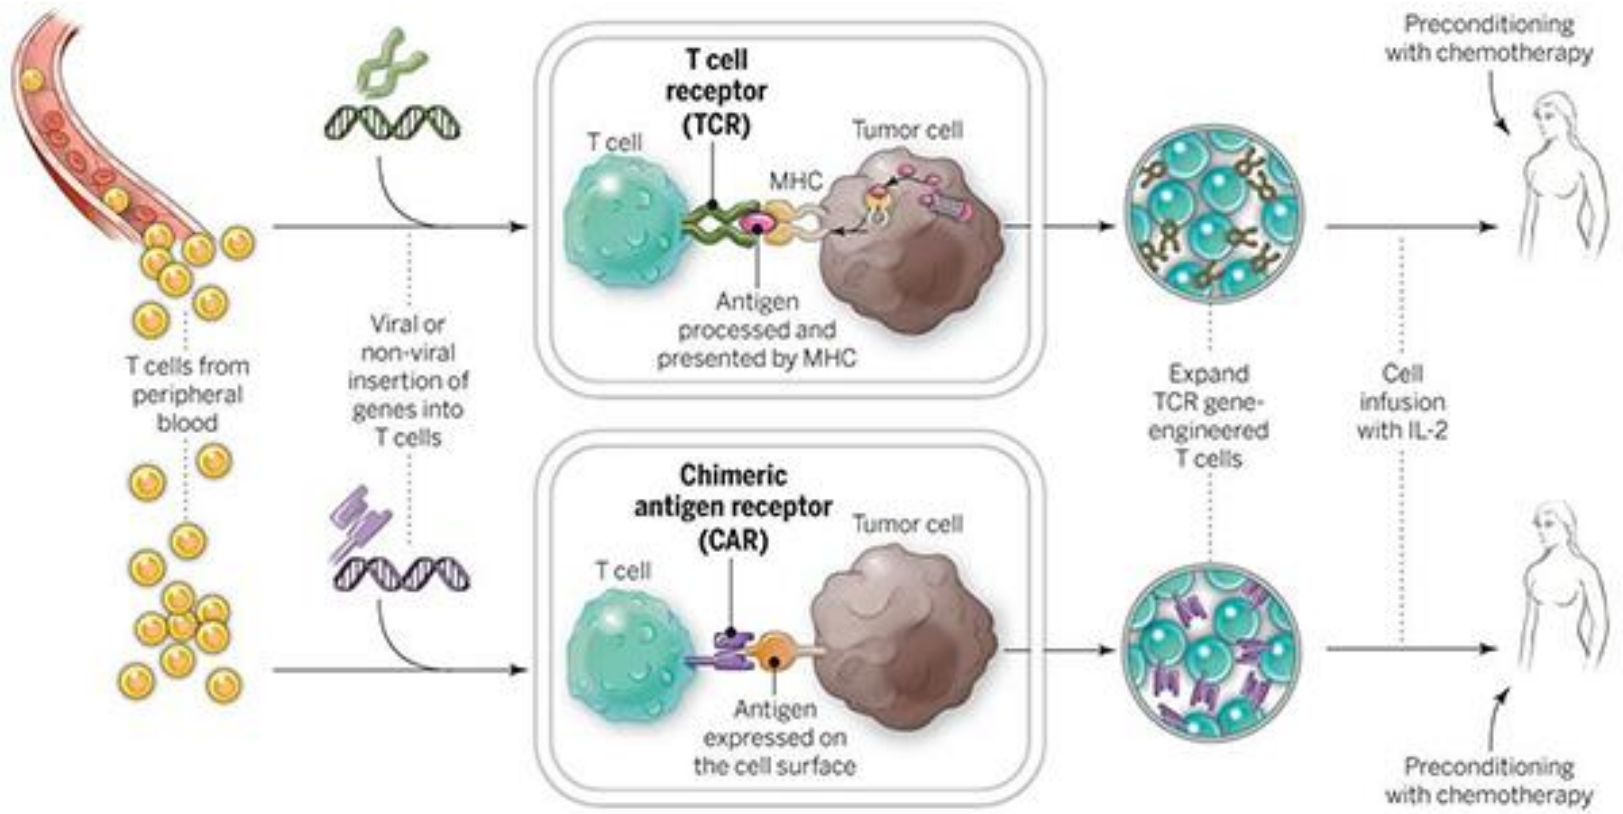 Preconditioning
with chemotherapy
T cell
receptor
(TCR)
T cell
Tumor cell
MHC
Antigen
processed and
presented by MHC
T cells from
peripheral
blood
Viral or
non-viral
insertion of
genes into
T cells
Expand
TCR gene-
engineered
T cells
Cell
infusion
with IL-2
Chimeric
antigen receptor
(CAR)
T cell
Tumor cell
Antigen
expressed on
the cell surface
Preconditioning
with chemotherapy